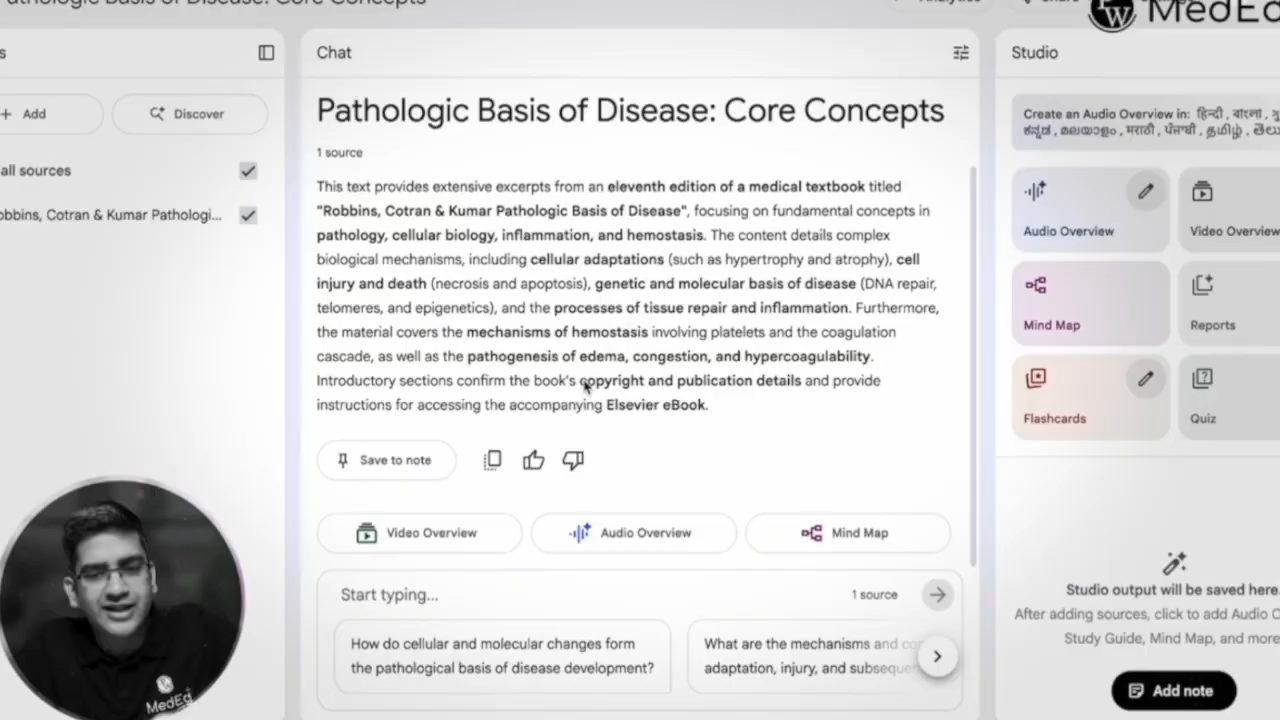 Pathologic Basis of Disease: Core Concepts
MedEd
Chat
Studio
Add
Discover
all sources
obbins, Cotran & Kumar Pathologi...
Pathologic Basis of Disease: Core Concepts
1 source
This text provides extensive excerpts from an eleventh edition of a medical textbook titled
"Robbins, Cotran & Kumar Pathologic Basis of Disease", focusing on fundamental concepts in
pathology, cellular biology, inflammation, and hemostasis. The content details complex
biological mechanisms, including cellular adaptations (such as hypertrophy and atrophy), cell
injury and death (necrosis and apoptosis), genetic and molecular basis of disease (DNA repair,
telomeres, and epigenetics), and the processes of tissue repair and inflammation. Furthermore,
the material covers the mechanisms of hemostasis involving platelets and the coagulation
cascade, as well as the pathogenesis of edema, congestion, and hypercoagulability.
Introductory sections confirm the book's copyright and publication details and provide
instructions for accessing the accompanying Elsevier eBook.
Save to note
Video Overview
Audio Overview
Mind Map
Start typing...
1 source
How do cellular and molecular changes form
the pathological basis of disease development?
What are the mechanisms and
adaptation, injury, and
Create an Audio Overview in: हिन्दी, বাংলা,
ಕನ್ನಡ, മലയാളം, मराठी, ਪੰਜਾਬੀ, தமிழ்,
Audio Overview
Video Overview
Mind Map
Reports
Flashcards
Quiz
Studio output will be saved here.
After adding sources, click to add Audio O
Study Guide, Mind Map, and more
Add note
MedEd